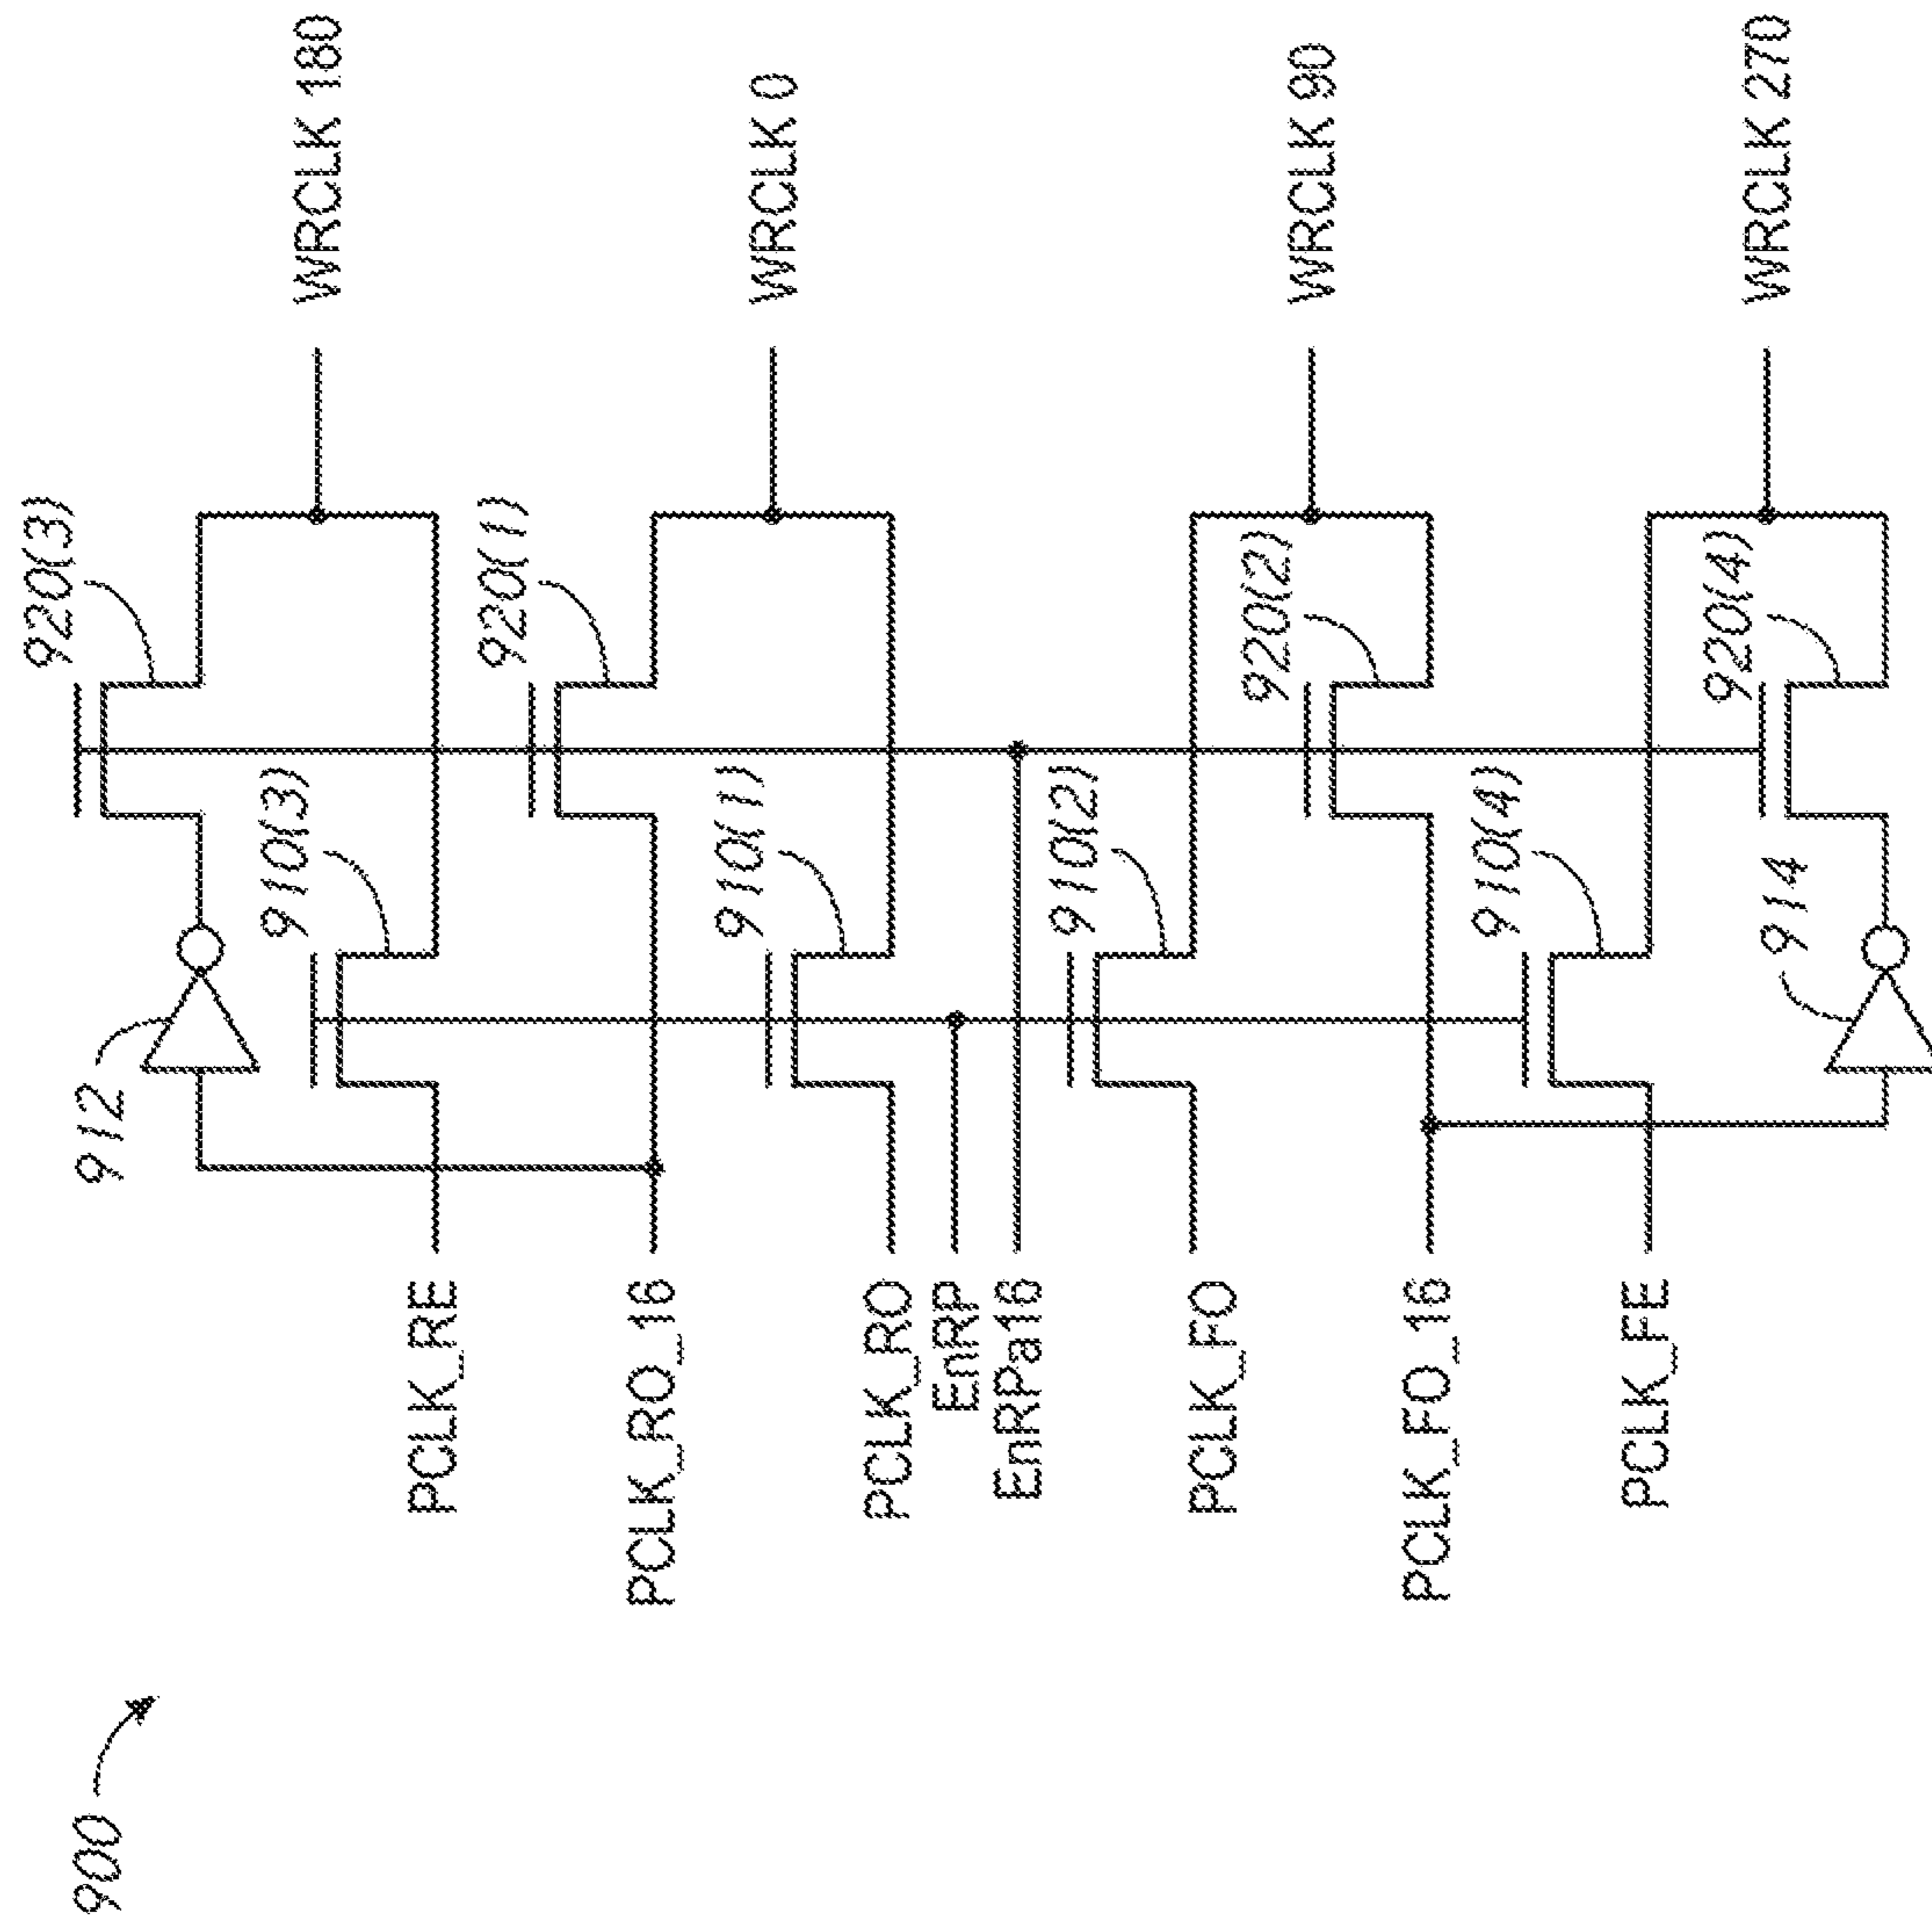 900
912
920(3)
910(3)
WRCLK 180
PCLK_RE
920(1)
PCLK_RO_16
WRCLK 0
910(1)
PCLK_RO
EnRP
EnRPa16
910(2)
PCLK_FO
920(2)
WRCLK 90
PCLK_FO_16
910(4)
PCLK_FE
920(4)
WRCLK 270
914